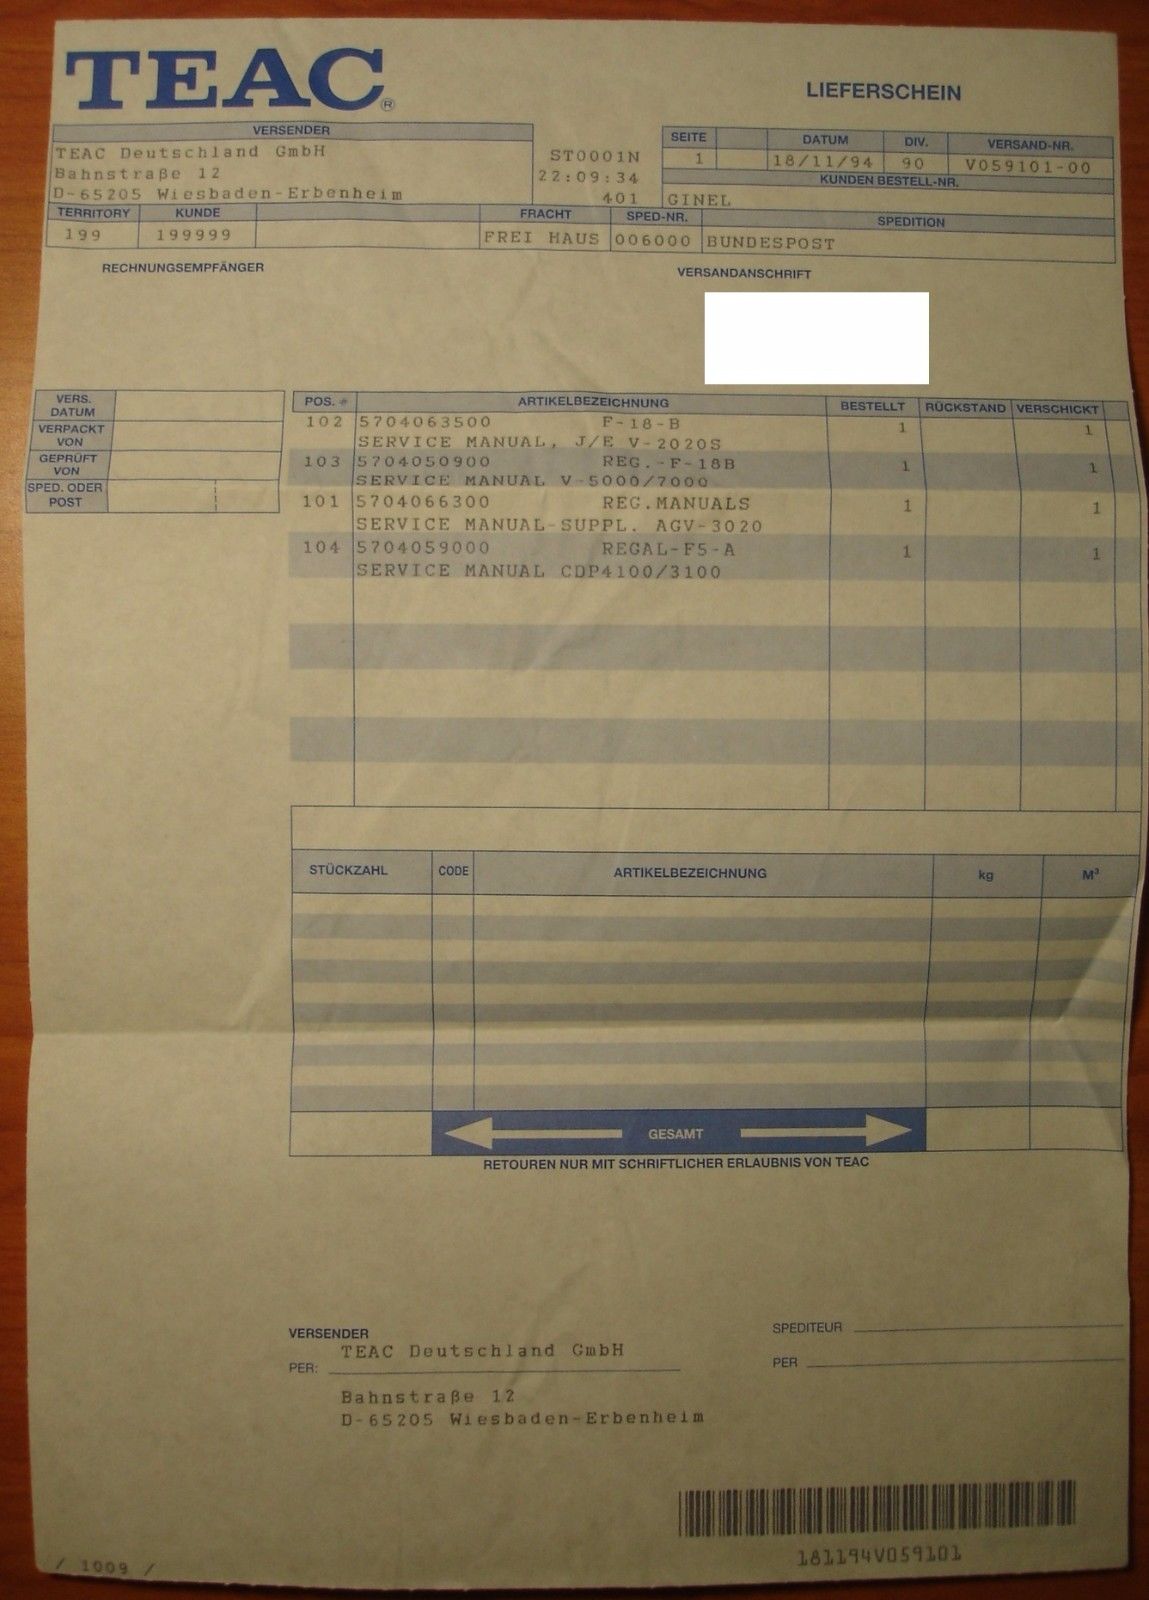 TEAC®
LIEFERSCHEIN
VERSENDER
TEAC Deutschland GmbH
Bahnstraße 12
D-65205 Wiesbaden-Erbenheim
ST0001N
22:09:34
401
SEITE DATUM DIV. VERSAND-NR.
1 18/11/94 90 V059101-00
KUNDEN BESTELL-NR.
GINEL
TERRITORY KUNDE FRACHT SPED-NR. SPEDITION
199 199999 FREI HAUS 006000 BUNDESPOST
RECHNUNGSEMPFÄNGER
VERSANDANSCHRIFT
VERS. DATUM
VERPACKT VON
GEPRÜFT VON
SPED. ODER POST
POS. # ARTIKELBEZEICHNUNG BESTELLT RÜCKSTAND VERSCHICKT
102 5704063500 F-18-B 1 1
SERVICE MANUAL, J/E V-2020S
103 5704050900 REG.-F-18B 1 1
SERVICE MANUAL V-5000/7000
101 5704066300 REG.MANUALS 1 1
SERVICE MANUAL-SUPPL. AGV-3020
104 5704059000 REGAL-F5-A 1 1
SERVICE MANUAL CDP4100/3100
STÜCKZAHL CODE ARTIKELBEZEICHNUNG kg M³
GESAMT
RETOUREN NUR MIT SCHRIFTLICHER ERLAUBNIS VON TEAC
VERSENDER
TEAC Deutschland GmbH
PER:
Bahnstraße 12
D-65205 Wiesbaden-Erbenheim
SPEDITEUR
PER
181194V059101
/ 1009 /